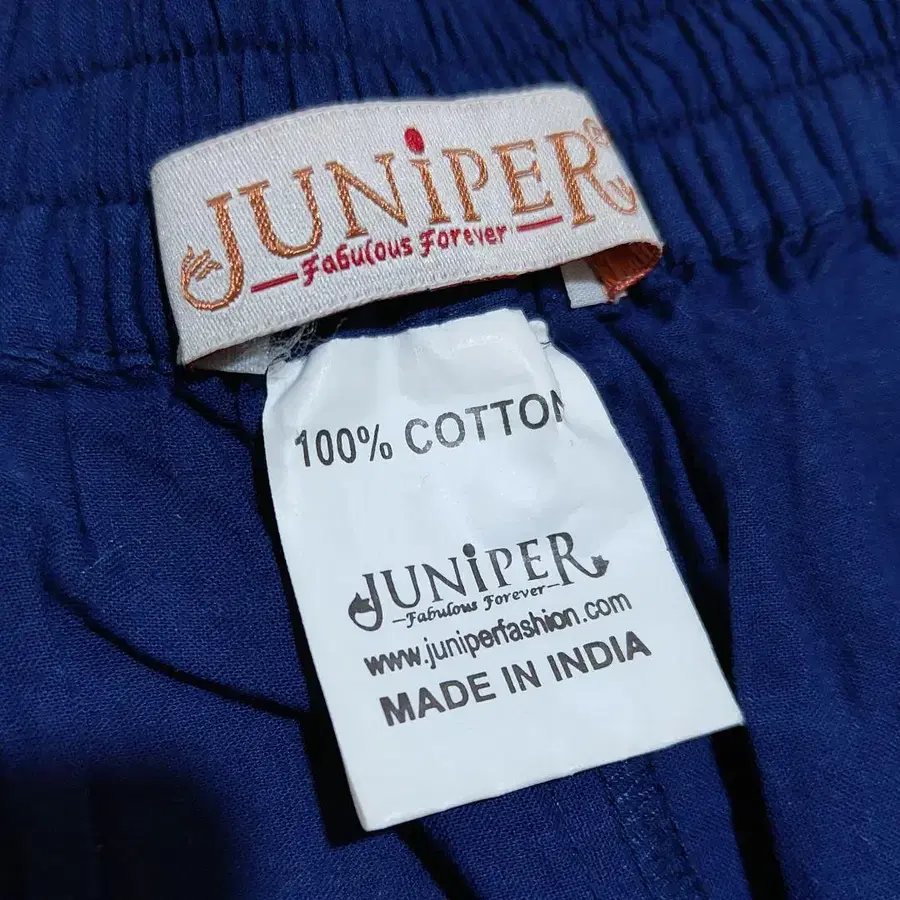 JUNiPER®
Fabulous Forever
100% COTTON
JUNiPER
Fabulous Forever
www.juniperfashion.com
MADE IN INDIA